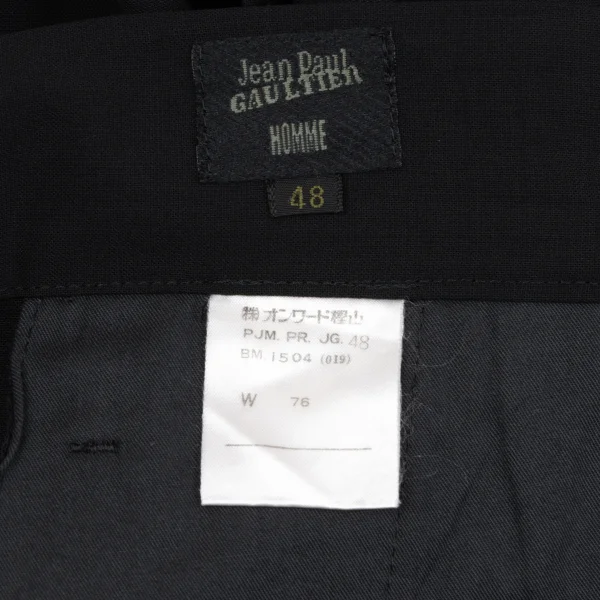 Jean Paul
GAULTIER
HOMME
48
㈱オンワード樫山
PJM. PR. JG. 48
BM 1504 (019)
W 76